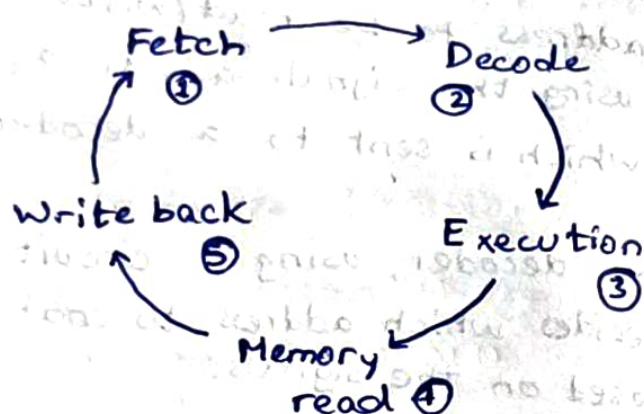 Fetch
①
Decode
②
Execution
③
Memory
read ④
Write back
⑤